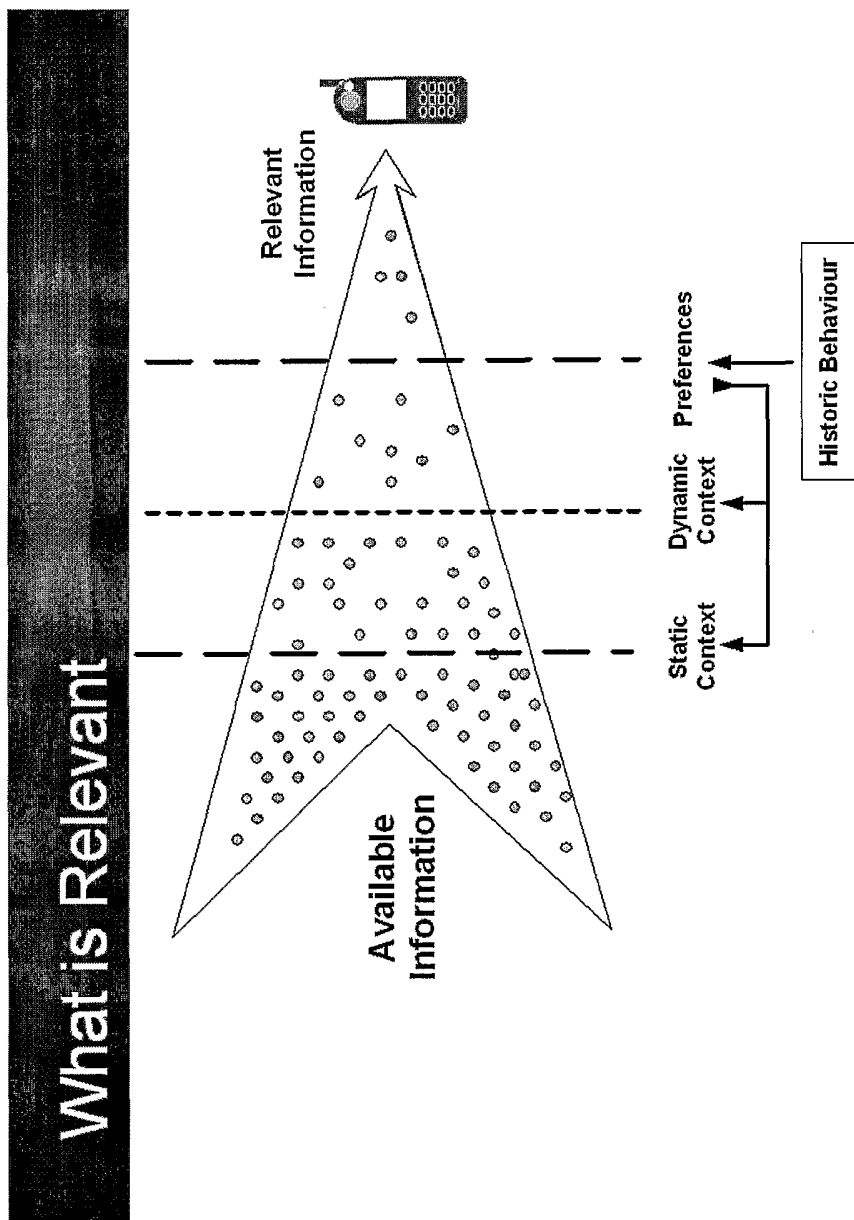 What is Relevant
Available
Information
Relevant
Information
Static
Context
Dynamic
Context
Preferences
Historic Behaviour